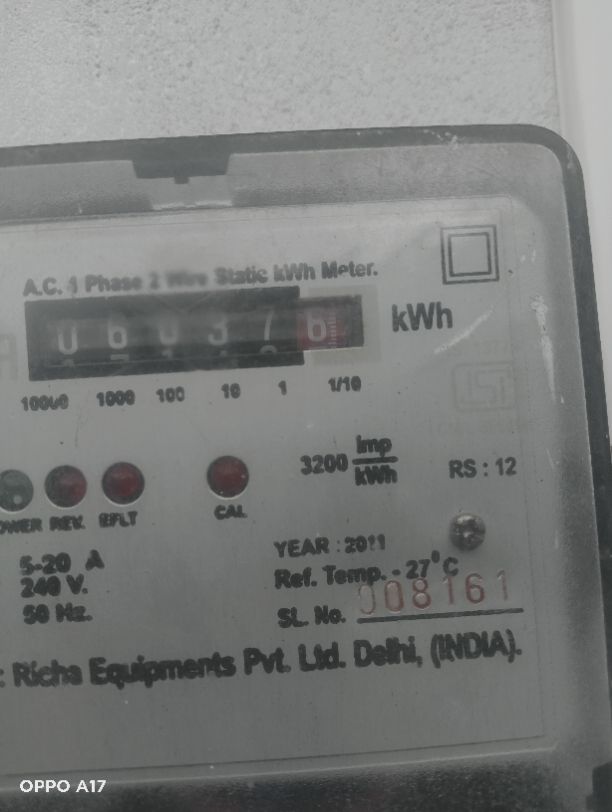 A.C. 1 Phase 2 Wire Static kWh Meter.
0 6 0 3 7 6 kWh
10000 1000 100 10 1 1/10
3200 Imp/kWh RS : 12
REV. EFLT CAL
5-20 A
240 V.
50 Hz.
YEAR : 2011
Ref. Temp. - 27°C
SL. No. 008161
: Richa Equipments Pvt. Ltd. Delhi, (INDIA).
OPPO A17